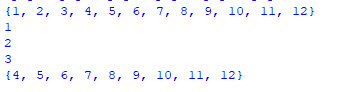 {1, 2, 3, 4, 5, 6, 7, 8, 9, 10, 11, 12}
1
2
3
{4, 5, 6, 7, 8, 9, 10, 11, 12}